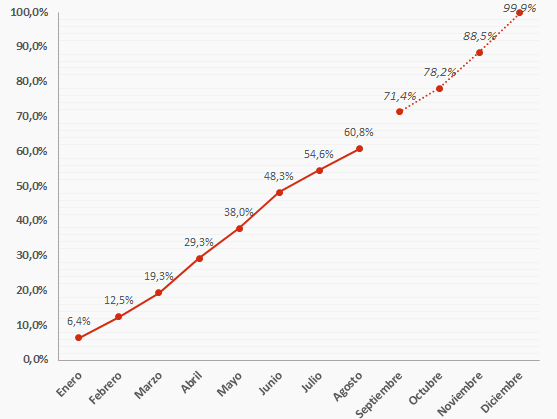 100,0%
90,0%
80,0%
70,0%
60,0%
50,0%
40,0%
30,0%
20,0%
10,0%
0,0%
6,4%
12,5%
19,3%
29,3%
38,0%
48,3%
54,6%
60,8%
71,4%
78,2%
88,5%
99,9%
Enero
Febrero
Marzo
Abril
Mayo
Junio
Julio
Agosto
Septiembre
Octubre
Noviembre
Diciembre